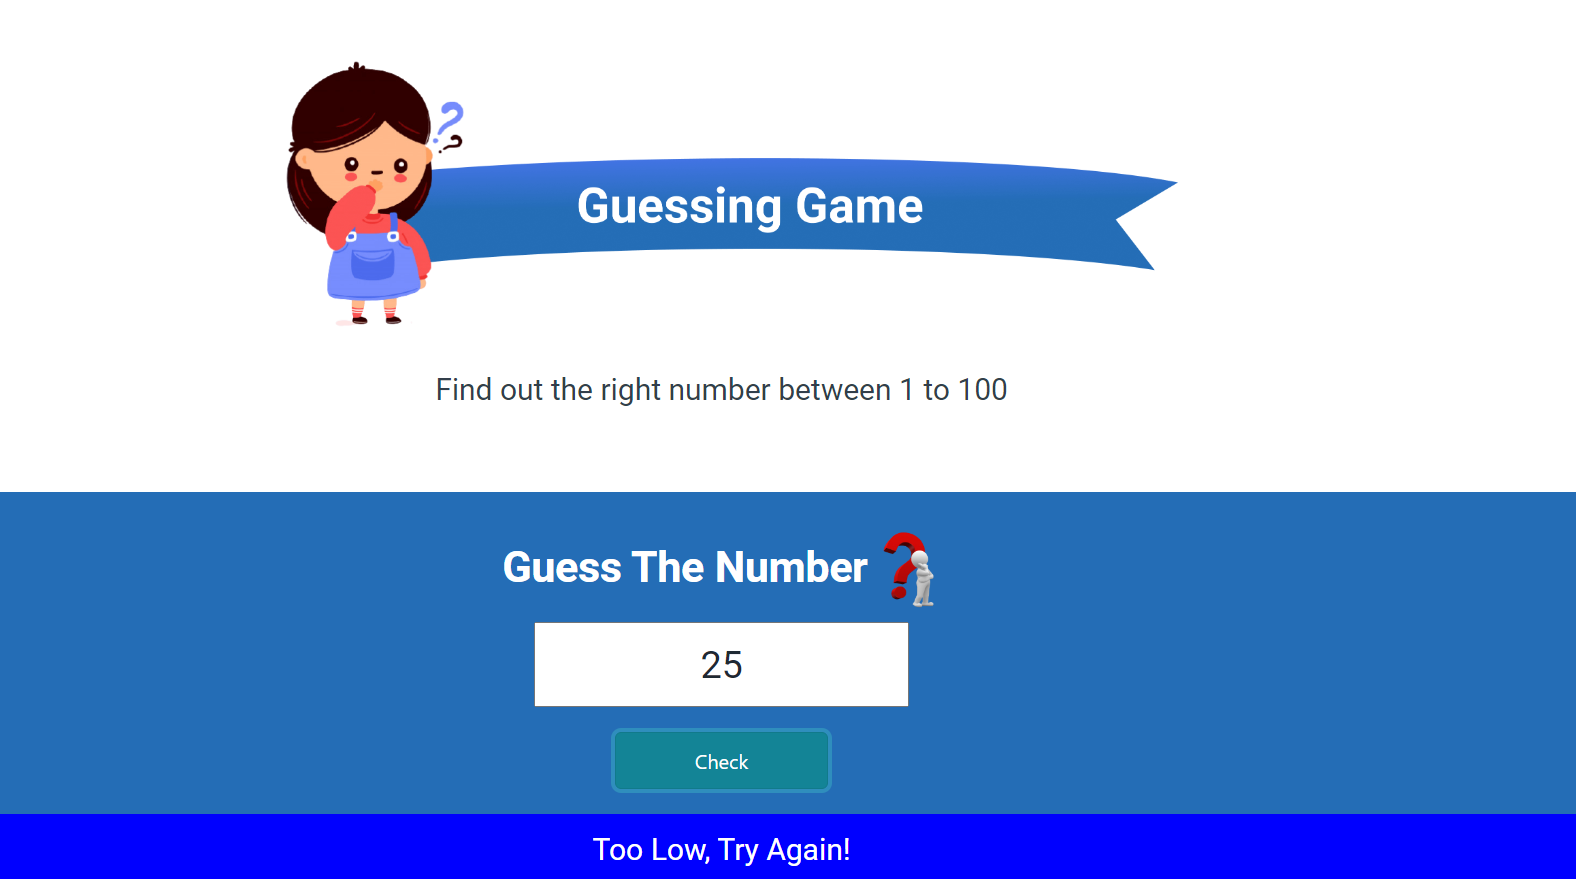 Guessing Game
Find out the right number between 1 to 100
Guess The Number
25
Check
Too Low, Try Again!